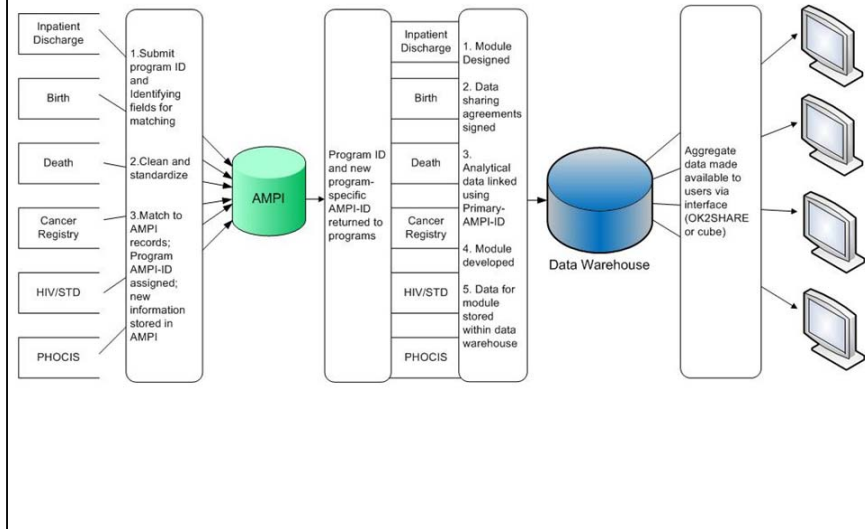 Inpatient
Discharge
Birth
Death
Cancer
Registry
HIV/STD
PHOCIS
1.Submit
program ID
and
Identifying
fields for
matching
2.Clean and
standardize
3.Match to
AMPI
records;
Program
AMPI-ID
assigned;
new
information
stored in
AMPI
AMPI
Program ID
and new
program-
specific
AMPI-ID
returned to
programs
Inpatient
Discharge
Birth
Death
Cancer
Registry
HIV/STD
PHOCIS
1. Module
Designed
2. Data
sharing
agreements
signed
3.
Analytical
data linked
using
Primary-
AMPI-ID
4. Module
developed
5. Data for
module
stored
within data
warehouse
Data Warehouse
Aggregate
data made
available to
users via
interface
(OK2SHARE
or cube)